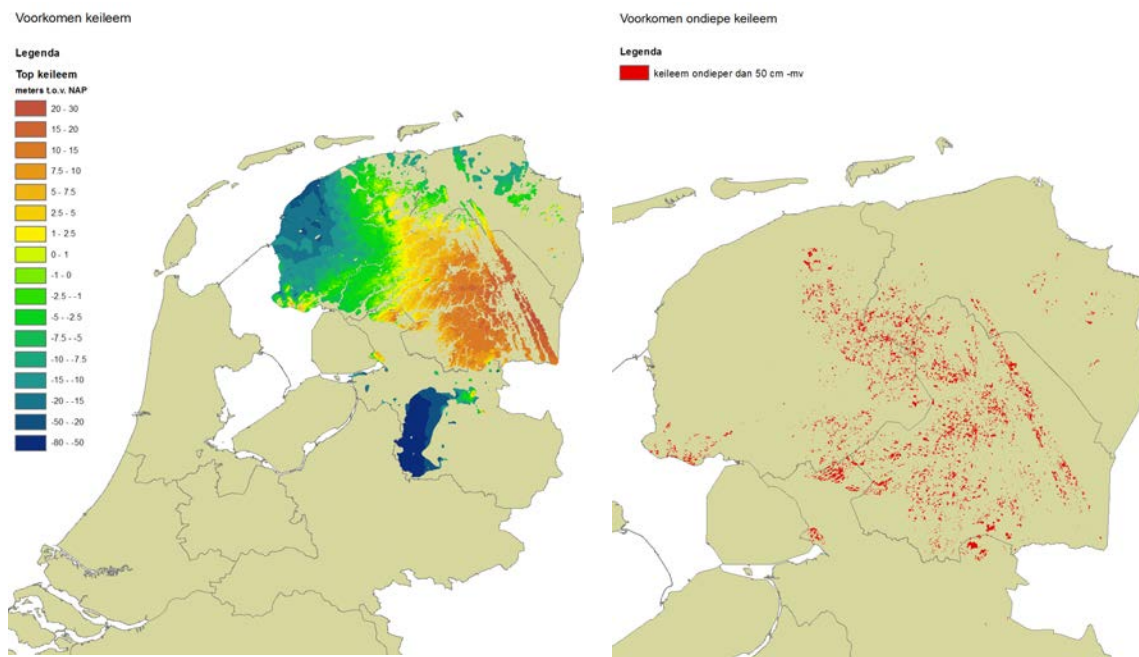 Voorkomen keileem
Legenda
Top keileem
meters t.o.v. NAP
20 - 30
15 - 20
10 - 15
7.5 - 10
5 - 7.5
2.5 - 5
1 - 2.5
0 - 1
-1 - 0
-2.5 - -1
-5 - -2.5
-7.5 - -5
-10 - -7.5
-15 - -10
-20 - -15
-50 - -20
-80 - -50
Voorkomen ondiepe keileem
Legenda
keileem ondieper dan 50 cm -mv